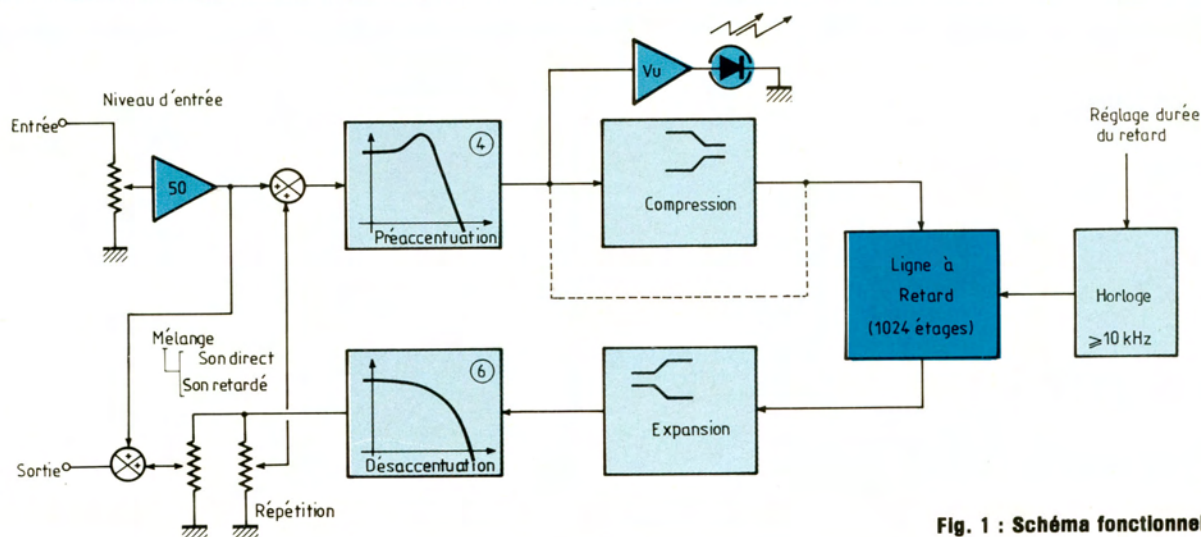 Vu
Niveau d'entrée
Entrée
50
+
+
4
Préaccentuation
Compression
Réglage durée
du retard
Ligne à
Retard
(1024 étages)
Horloge
⩾10 kHz
Mélange
Son direct
Son retardé
6
Désaccentuation
Expansion
Sortie
+
+
Répétition
Fig. 1 : Schéma fonctionnel